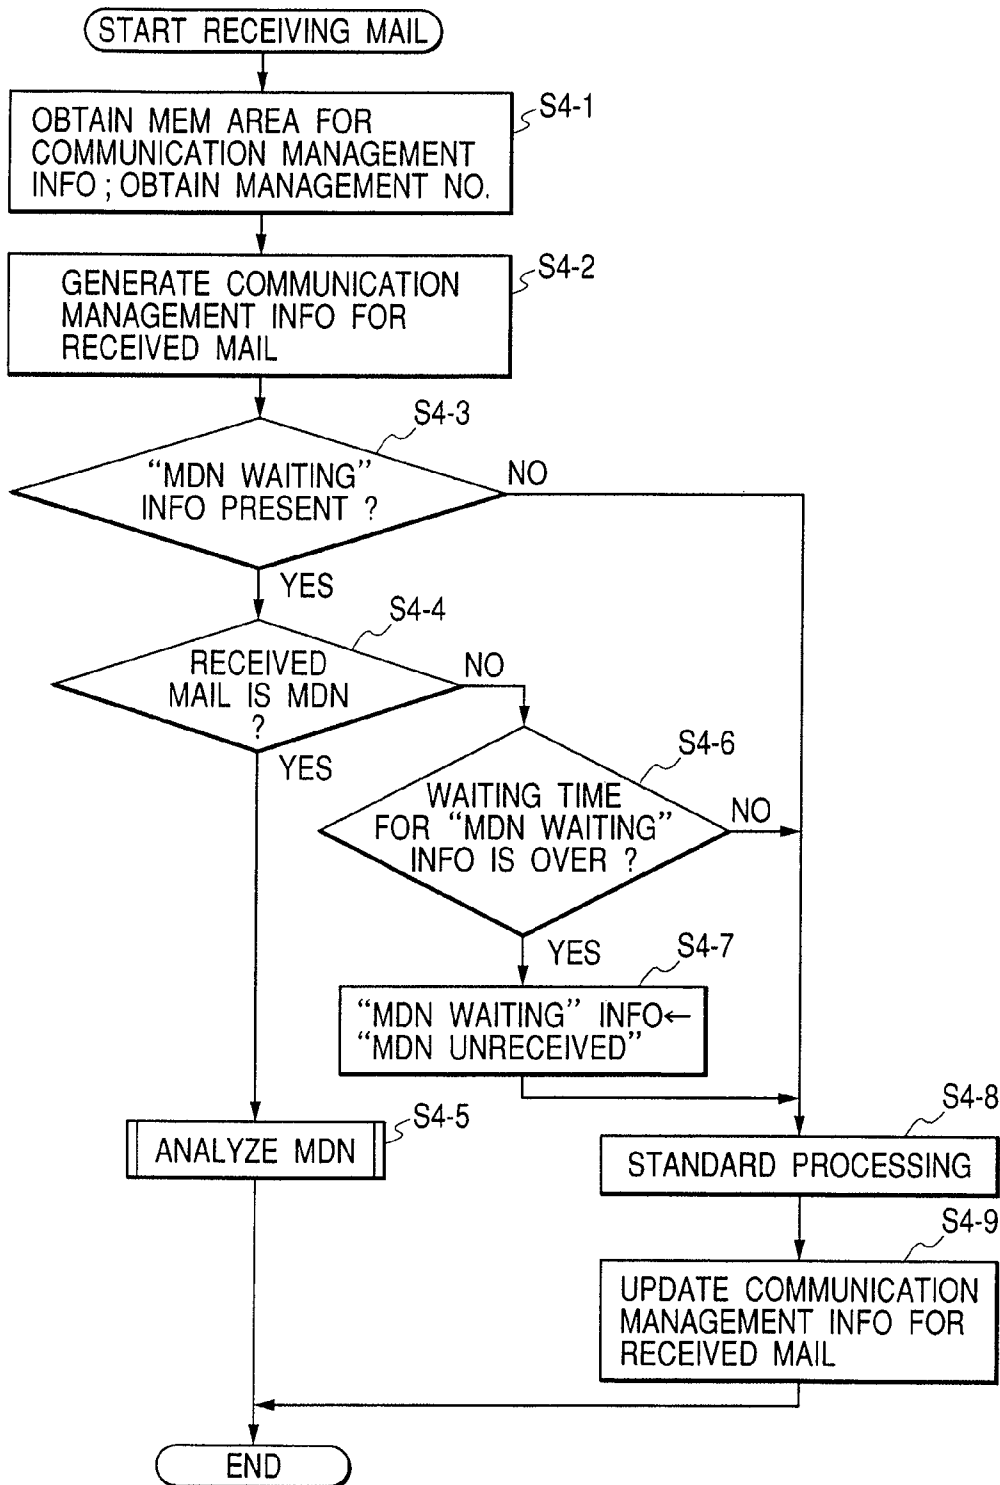 START RECEIVING MAIL
S4-1
OBTAIN MEM AREA FOR
COMMUNICATION MANAGEMENT
INFO ; OBTAIN MANAGEMENT NO.
S4-2
GENERATE COMMUNICATION
MANAGEMENT INFO FOR
RECEIVED MAIL
S4-3
“MDN WAITING”
INFO PRESENT ?
NO
YES
S4-4
RECEIVED
MAIL IS MDN
?
NO
YES
S4-6
WAITING TIME
FOR “MDN WAITING”
INFO IS OVER ?
NO
YES
S4-7
“MDN WAITING” INFO←
“MDN UNRECEIVED”
S4-5
ANALYZE MDN
S4-8
STANDARD PROCESSING
S4-9
UPDATE COMMUNICATION
MANAGEMENT INFO FOR
RECEIVED MAIL
END